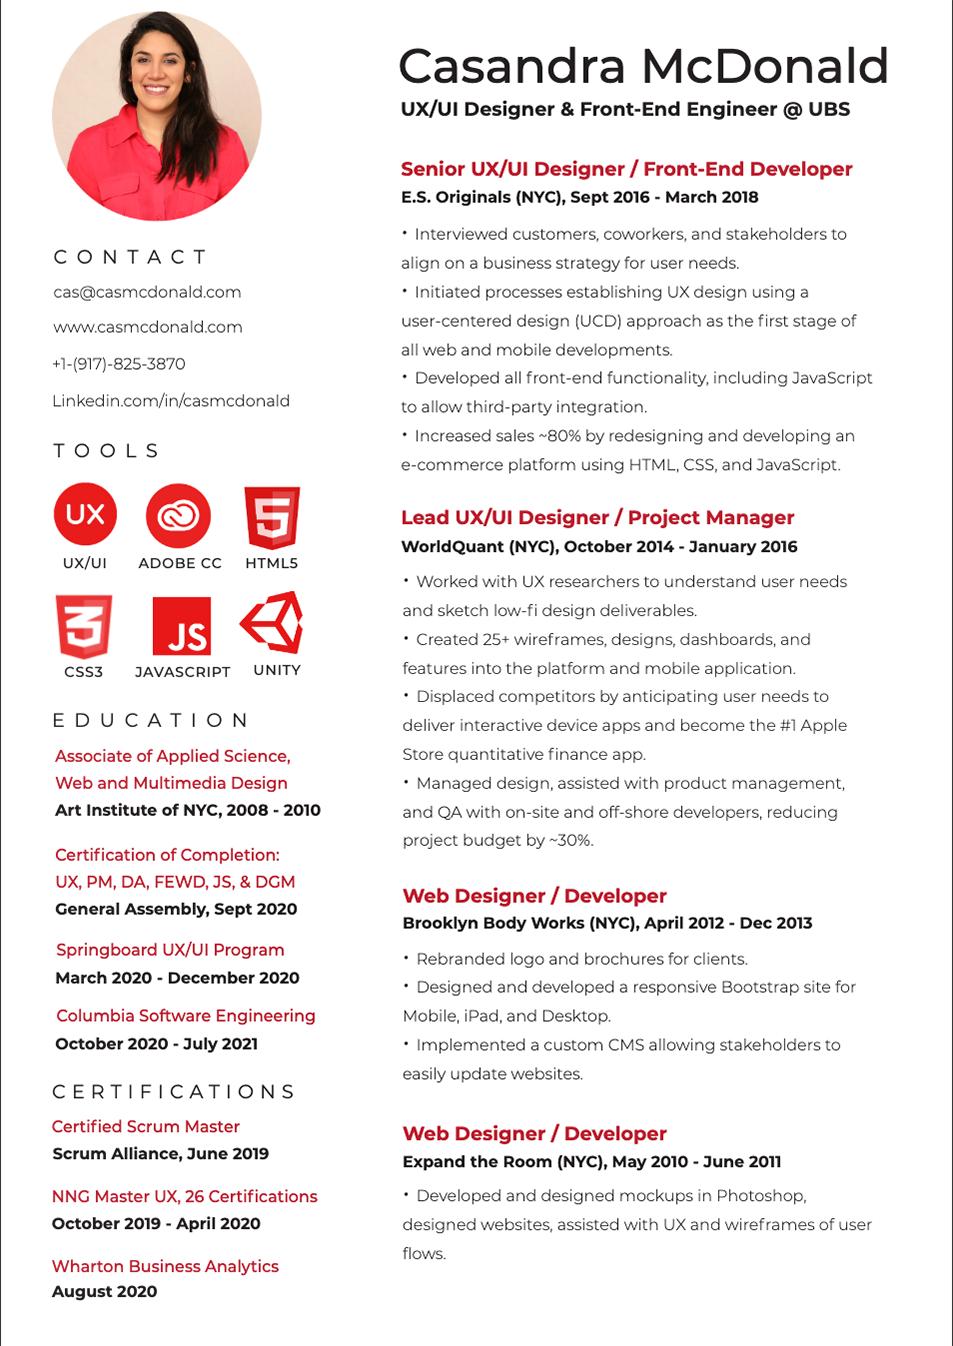 Casandra McDonald
UX/UI Designer & Front-End Engineer @ UBS
CONTACT
cas@casmcdonald.com
www.casmcdonald.com
+1-(917)-825-3870
Linkedin.com/in/casmcdonald
TOOLS
UX
5
UX/UI
ADOBE CC
HTML5
3
JS
CSS3
JAVASCRIPT
UNITY
EDUCATION
Associate of Applied Science,
Web and Multimedia Design
Art Institute of NYC, 2008 - 2010
Certification of Completion:
UX, PM, DA, FEWD, JS, & DGM
General Assembly, Sept 2020
Springboard UX/UI Program
March 2020 - December 2020
Columbia Software Engineering
October 2020 - July 2021
CERTIFICATIONS
Certified Scrum Master
Scrum Alliance, June 2019
NNG Master UX, 26 Certifications
October 2019 - April 2020
Wharton Business Analytics
August 2020
Senior UX/UI Designer / Front-End Developer
E.S. Originals (NYC), Sept 2016 - March 2018
• Interviewed customers, coworkers, and stakeholders to
align on a business strategy for user needs.
• Initiated processes establishing UX design using a
user-centered design (UCD) approach as the first stage of
all web and mobile developments.
• Developed all front-end functionality, including JavaScript
to allow third-party integration.
• Increased sales ~80% by redesigning and developing an
e-commerce platform using HTML, CSS, and JavaScript.
Lead UX/UI Designer / Project Manager
WorldQuant (NYC), October 2014 - January 2016
• Worked with UX researchers to understand user needs
and sketch low-fi design deliverables.
• Created 25+ wireframes, designs, dashboards, and
features into the platform and mobile application.
• Displaced competitors by anticipating user needs to
deliver interactive device apps and become the #1 Apple
Store quantitative finance app.
• Managed design, assisted with product management,
and QA with on-site and off-shore developers, reducing
project budget by ~30%.
Web Designer / Developer
Brooklyn Body Works (NYC), April 2012 - Dec 2013
• Rebranded logo and brochures for clients.
• Designed and developed a responsive Bootstrap site for
Mobile, iPad, and Desktop.
• Implemented a custom CMS allowing stakeholders to
easily update websites.
Web Designer / Developer
Expand the Room (NYC), May 2010 - June 2011
• Developed and designed mockups in Photoshop,
designed websites, assisted with UX and wireframes of user
flows.